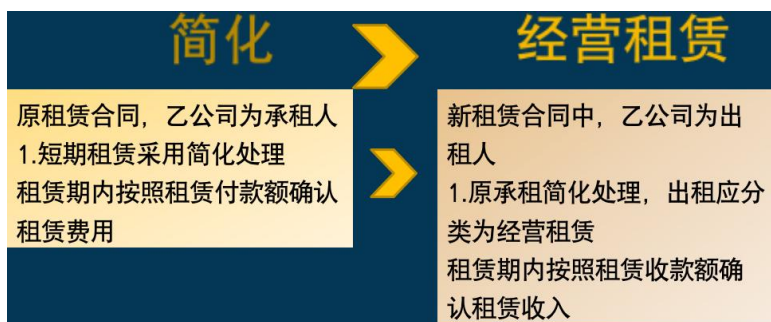 简化
经营租赁
原租赁合同，乙公司为承租人
1.短期租赁采用简化处理
租赁期内按照租赁付款额确认
租赁费用
新租赁合同中，乙公司为出
租人
1.原承租简化处理，出租应分
类为经营租赁
租赁期内按照租赁收款额确
认租赁收入